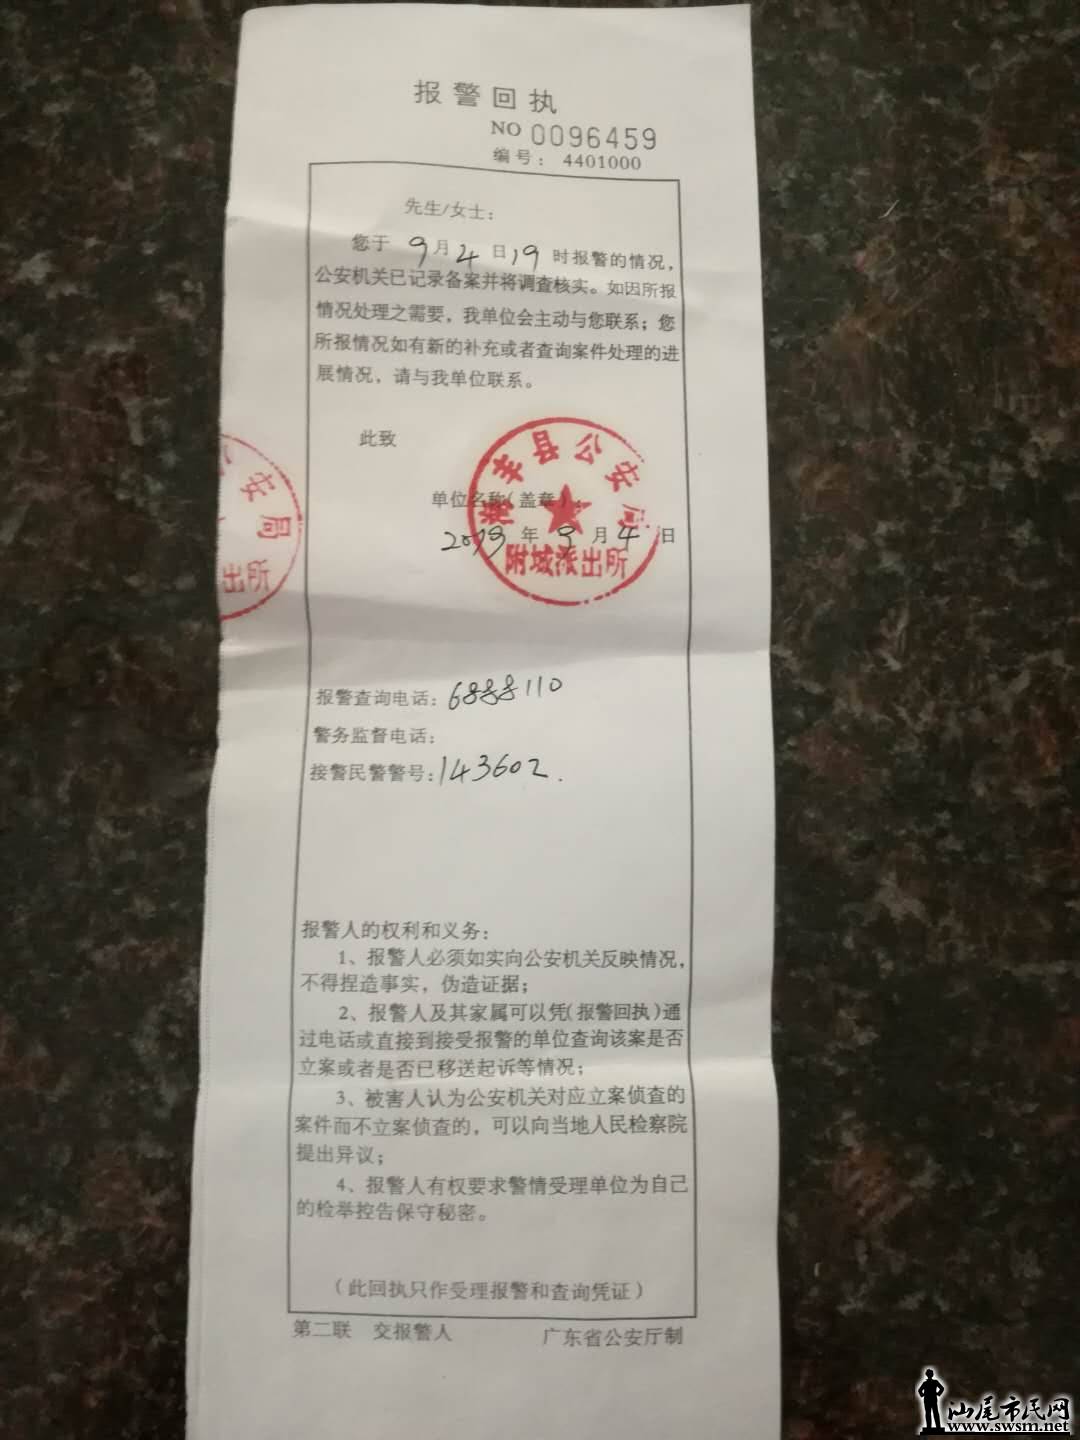 报警回执
NO 0096459
编号：4401000
先生/女士：
您于 9月4日19时报警的情况，
公安机关已记录备案并将调查核实。如因所报
情况处理之需要，我单位会主动与您联系；您
所报情况如有新的补充或者查询案件处理的进
展情况，请与我单位联系。
此致
海丰县公安局
单位名称（盖章）：
2019年9月4日
附城派出所
安局
出所
报警查询电话：6888110
警务监督电话：
接警民警警号：143602.
报警人的权利和义务：
1、报警人必须如实向公安机关反映情况，
不得捏造事实，伪造证据；
2、报警人及其家属可以凭(报警回执)通
过电话或直接到接受报警的单位查询该案是否
立案或者是否已移送起诉等情况；
3、被害人认为公安机关对应立案侦查的
案件而不立案侦查的，可以向当地人民检察院
提出异议；
4、报警人有权要求警情受理单位为自己
的检举控告保守秘密。
（此回执只作受理报警和查询凭证）
第二联 交报警人 广东省公安厅制
汕尾市民网
www.swsm.net